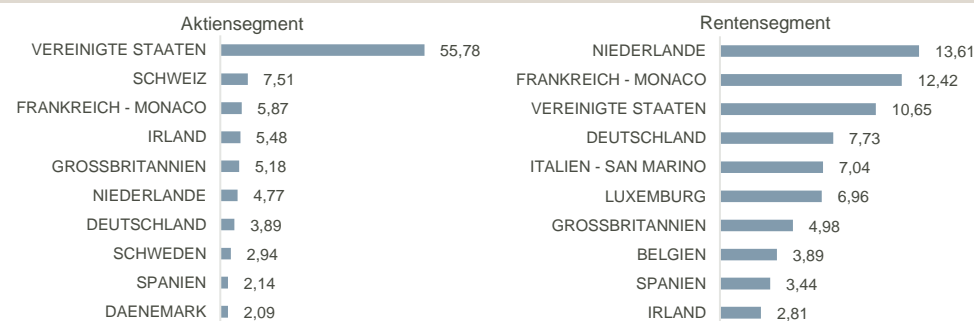 Aktiensegment
VEREINIGTE STAATEN 55,78
SCHWEIZ 7,51
FRANKREICH - MONACO 5,87
IRLAND 5,48
GROSSBRITANNIEN 5,18
NIEDERLANDE 4,77
DEUTSCHLAND 3,89
SCHWEDEN 2,94
SPANIEN 2,14
DAENEMARK 2,09
Rentensegment
NIEDERLANDE 13,61
FRANKREICH - MONACO 12,42
VEREINIGTE STAATEN 10,65
DEUTSCHLAND 7,73
ITALIEN - SAN MARINO 7,04
LUXEMBURG 6,96
GROSSBRITANNIEN 4,98
BELGIEN 3,89
SPANIEN 3,44
IRLAND 2,81